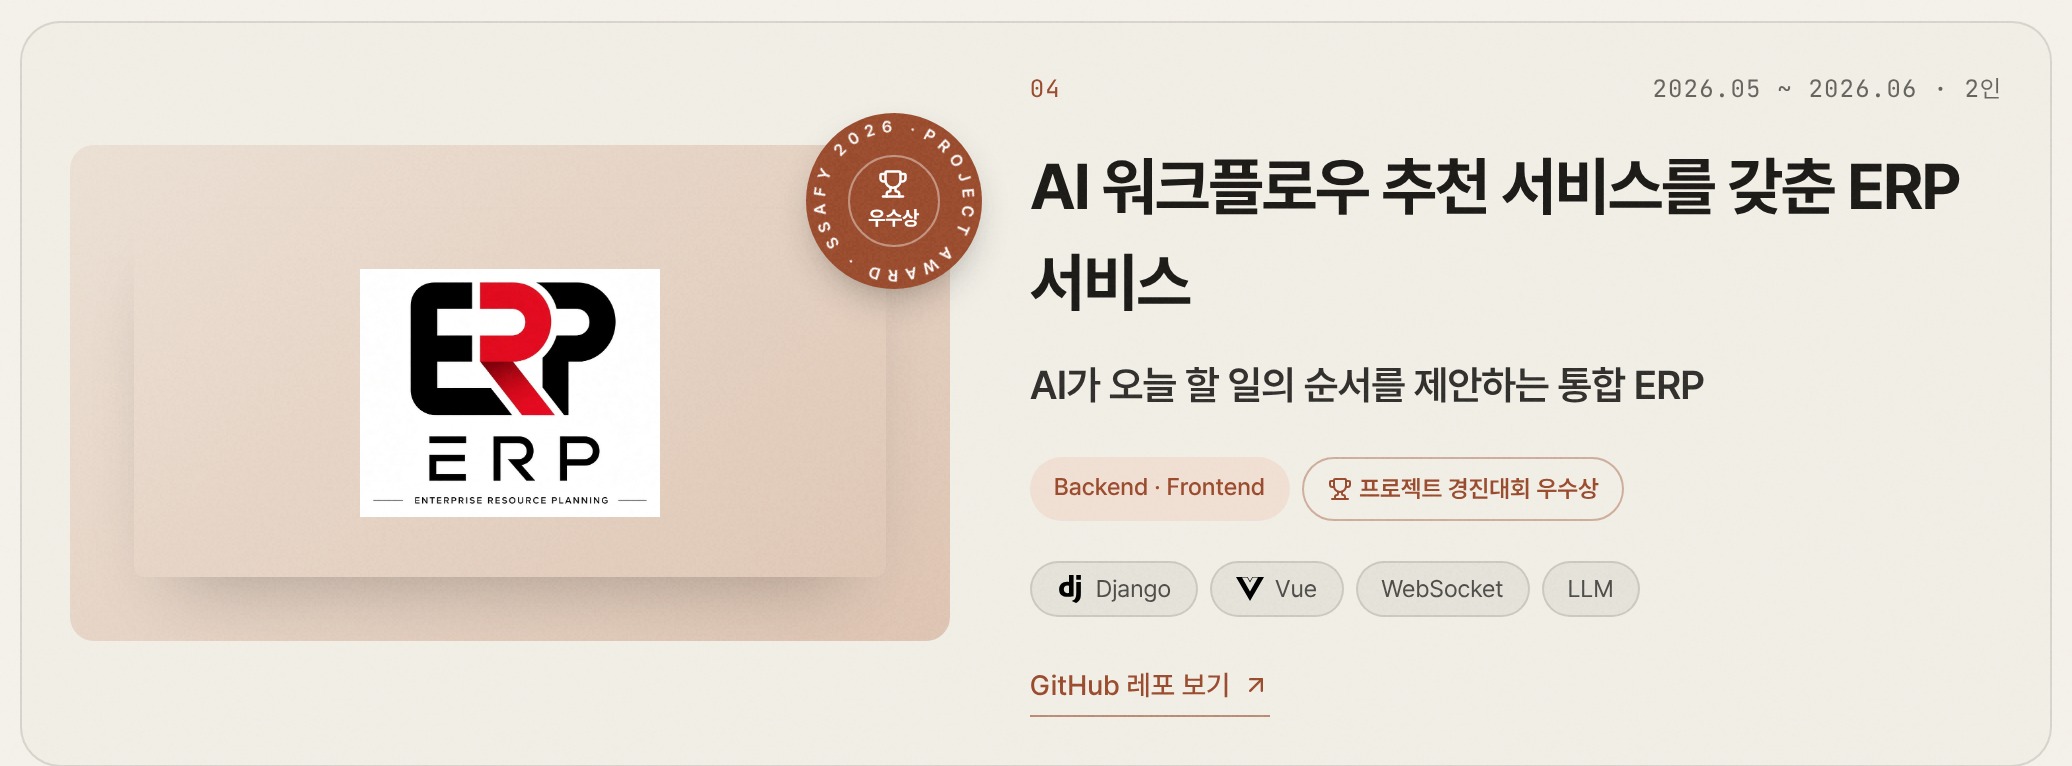 04
2026.05 ~ 2026.06 · 2인
SSAFY 2026 · PROJECT AWARD ·
우수상
ERP
ERP
ENTERPRISE RESOURCE PLANNING
AI 워크플로우 추천 서비스를 갖춘 ERP
서비스
AI가 오늘 할 일의 순서를 제안하는 통합 ERP
Backend · Frontend
프로젝트 경진대회 우수상
dj Django
Vue
WebSocket
LLM
GitHub 레포 보기 ↗